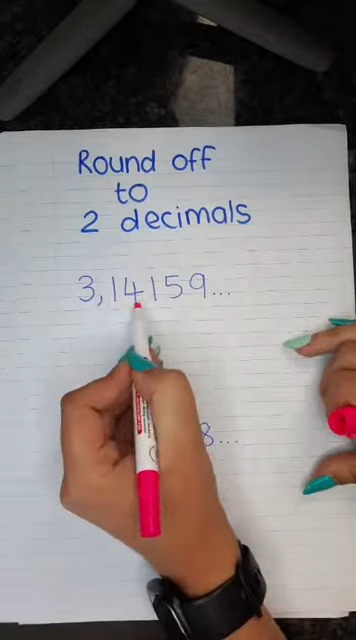 Round off
to
2 decimals
3,14159...
8...